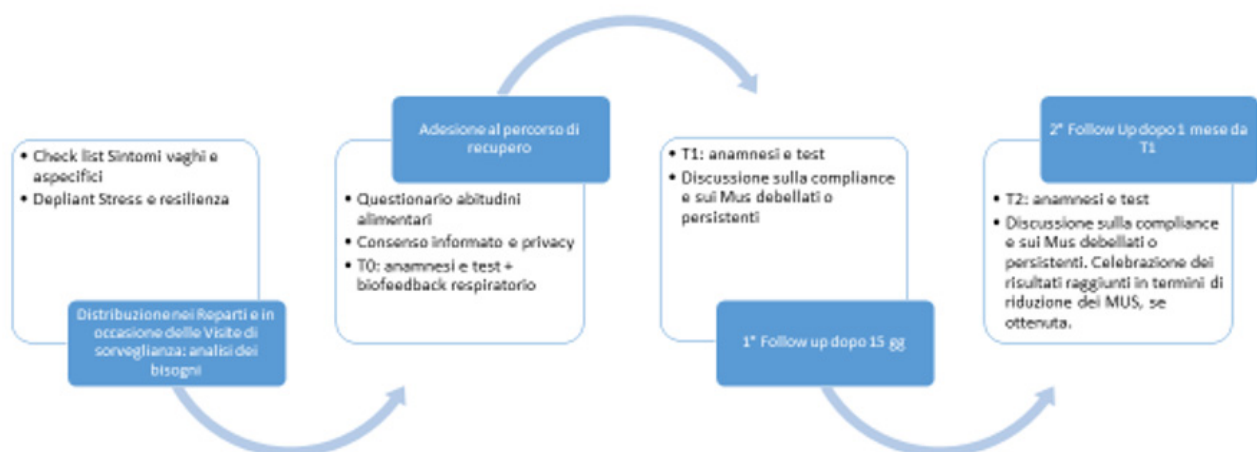 • Check list Sintomi vaghi e
aspecifici
• Depliant Stress e resilienza
Distribuzione nei Reparti e in
occasione delle Visite di
sorveglianza: analisi dei
bisogni
Adesione al percorso di
recupero
• Questionario abitudini
alimentari
• Consenso informato e privacy
• T0: anamnesi e test +
biofeedback respiratorio
• T1: anamnesi e test
• Discussione sulla compliance
e sui Mus debellati o
persistenti
1° Follow up dopo 15 gg
2° Follow Up dopo 1 mese da
T1
• T2: anamnesi e test
• Discussione sulla compliance
e sui Mus debellati o
persistenti. Celebrazione dei
risultati raggiunti in termini di
riduzione dei MUS, se
ottenuta.